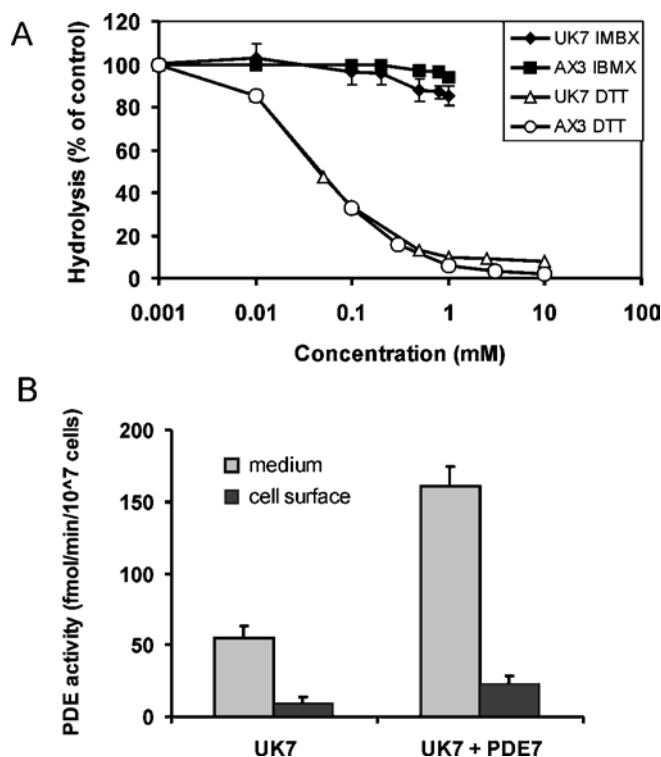 A
Hydrolysis (% of control)
120
100
80
60
40
20
0
UK7 IMBX
AX3 IBMX
UK7 DTT
AX3 DTT
0.001 0.01 0.1 1 10 100
Concentration (mM)
B
PDE activity (fmol/min/10^7 cells)
200
150
100
50
0
medium
cell surface
UK7 UK7 + PDE7